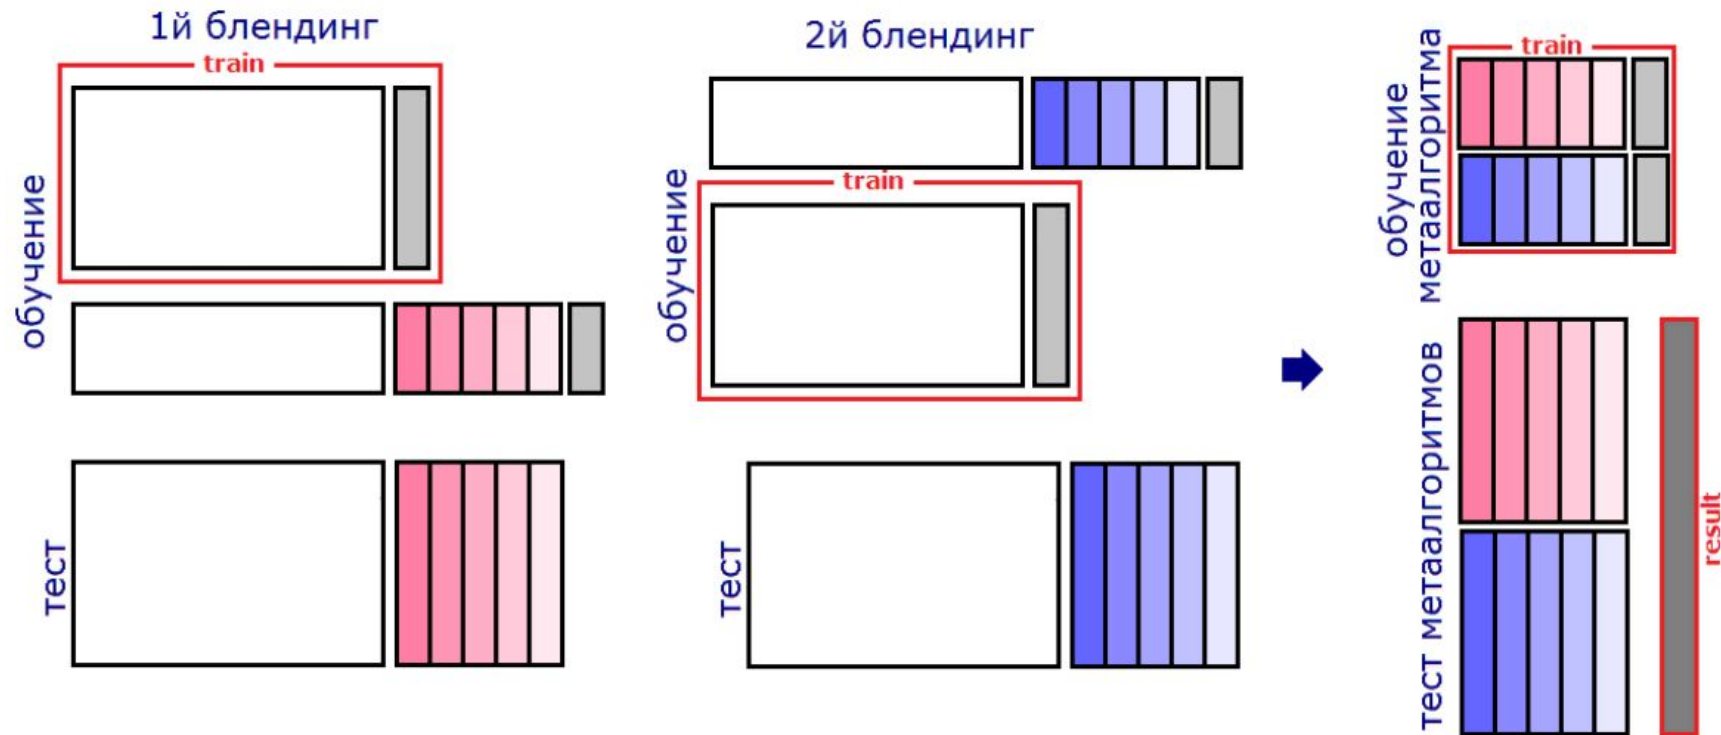 1й блендинг
train
обучение
тест
2й блендинг
train
обучение
тест
train
обучение
метаалгоритма
тест метаалгоритмов
result